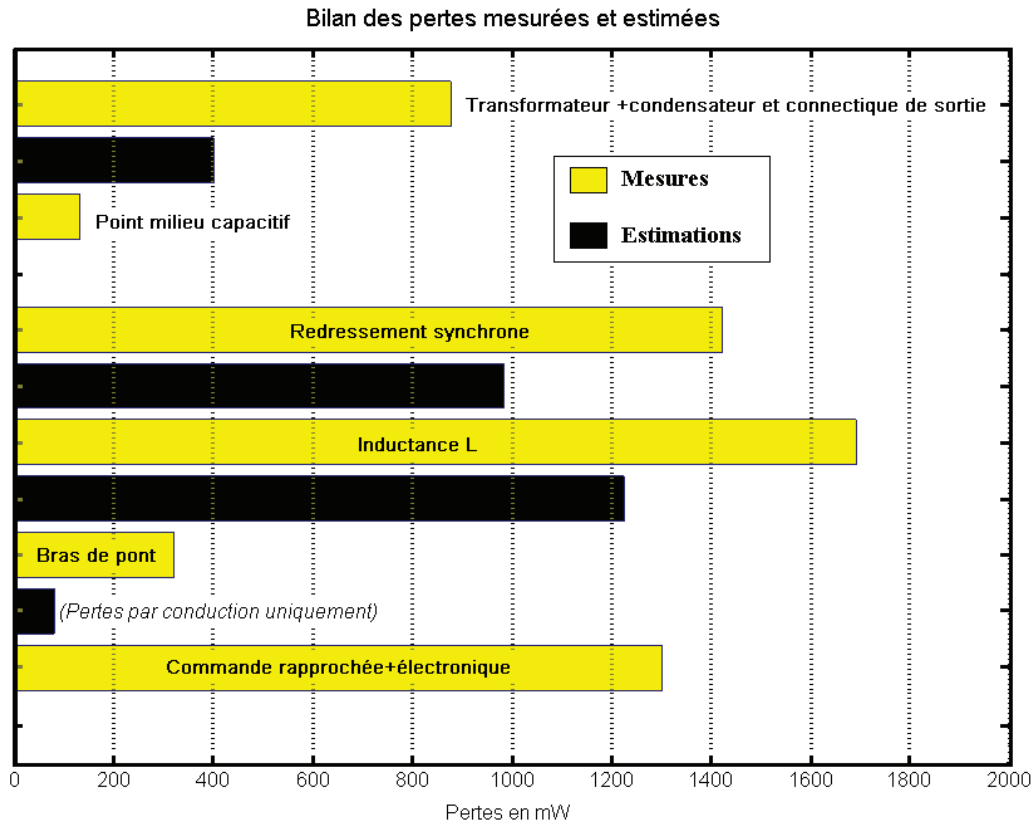 Bilan des pertes mesurées et estimées
Transformateur +condensateur et connectique de sortie
Mesures
Point milieu capacitif
Estimations
Redressement synchrone
Inductance L
Bras de pont
(Pertes par conduction uniquement)
Commande rapprochée+électronique
0 200 400 600 800 1000 1200 1400 1600 1800 2000
Pertes en mW